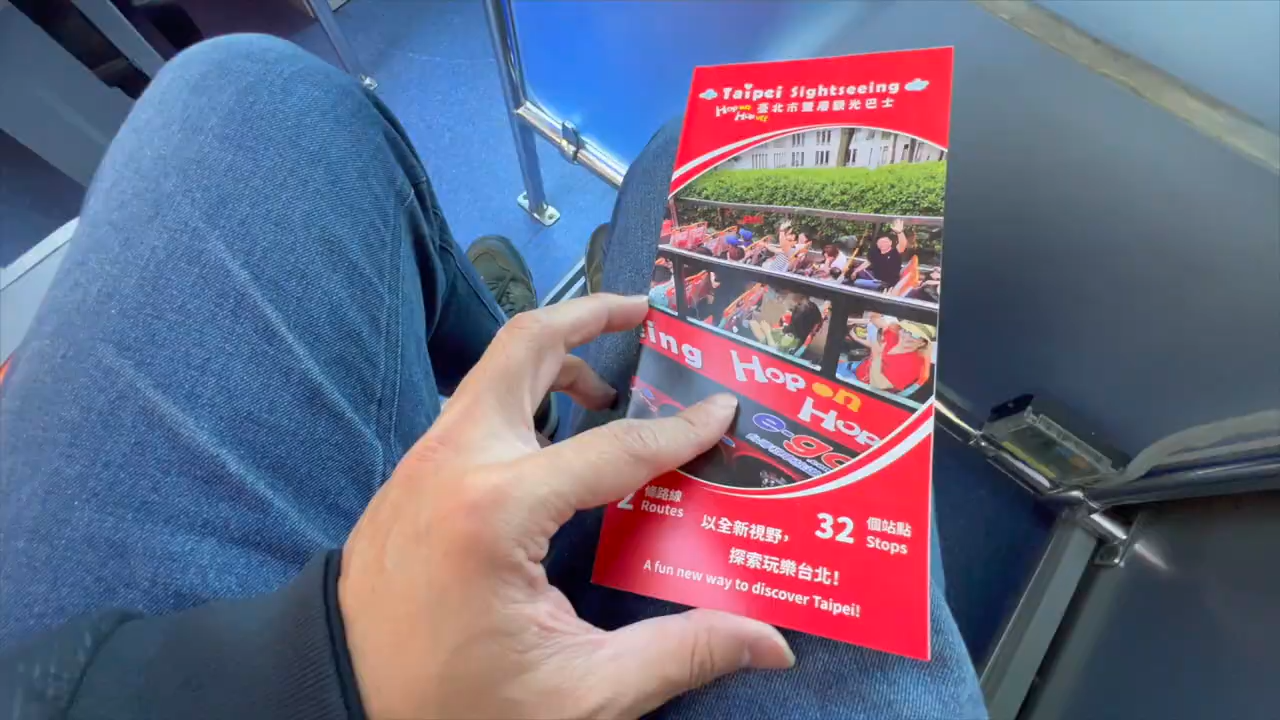 Taipei Sightseeing
Hop on
Hop off
臺北市雙層觀光巴士
eing
Hop on
Hop
e-go
2 條路線
Routes
32 個站點
Stops
以全新視野，
探索玩樂台北！
A fun new way to discover Taipei!